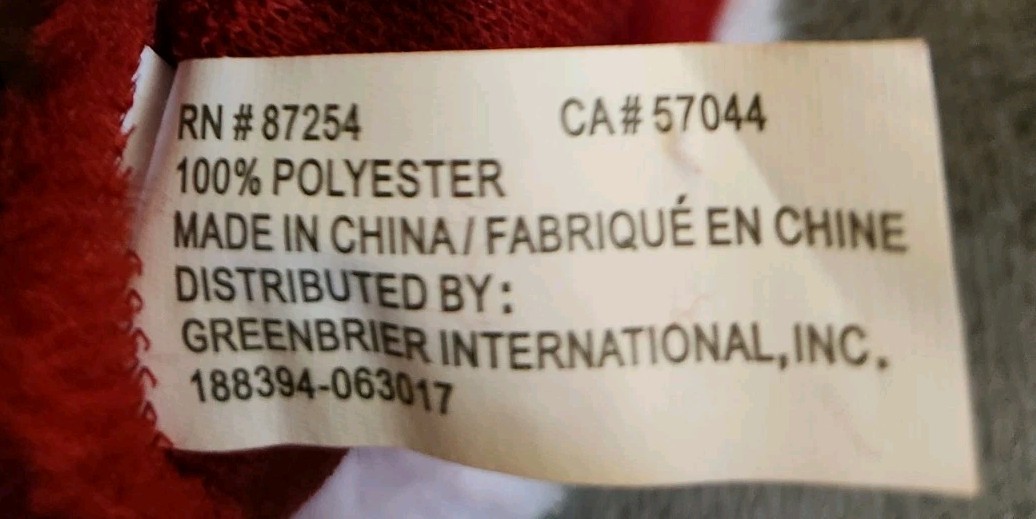 RN # 87254 CA# 57044
100% POLYESTER
MADE IN CHINA / FABRIQUÉ EN CHINE
DISTRIBUTED BY:
GREENBRIER INTERNATIONAL, INC.
188394-063017